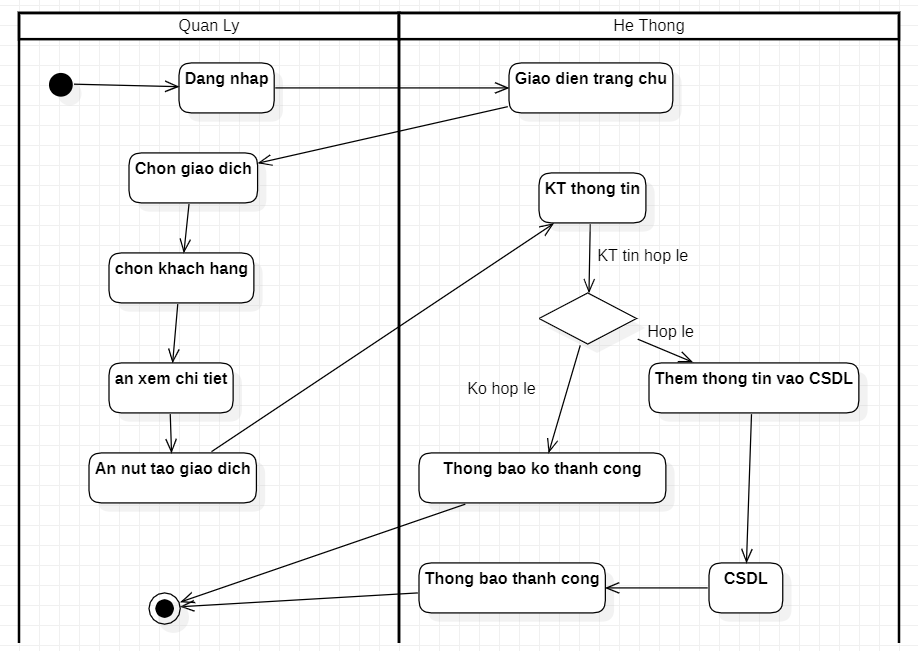 Quan Ly
He Thong
Dang nhap
Giao dien trang chu
Chon giao dich
KT thong tin
KT tin hop le
chon khach hang
Hop le
an xem chi tiet
Them thong tin vao CSDL
Ko hop le
An nut tao giao dich
Thong bao ko thanh cong
Thong bao thanh cong
CSDL